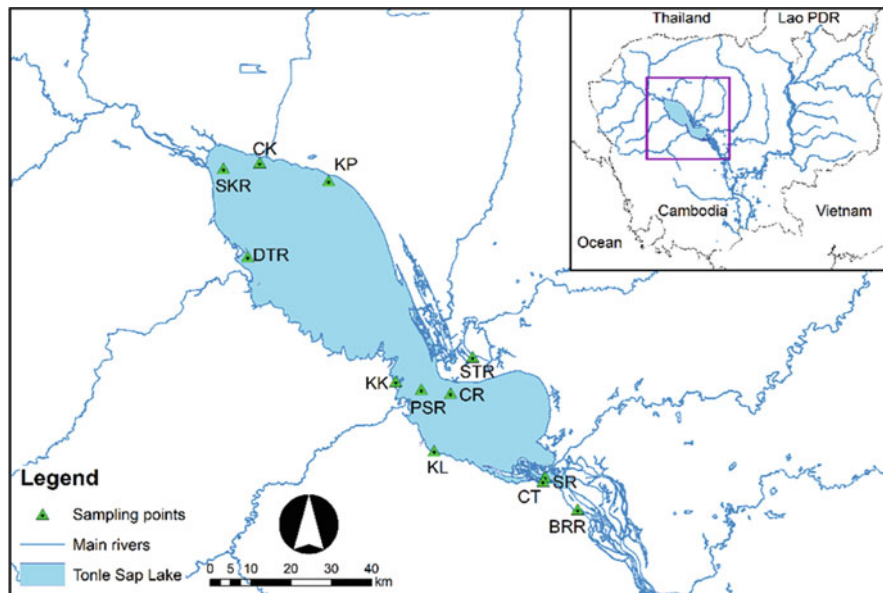 Thailand
Lao PDR
Cambodia
Vietnam
Ocean
CK
SKR
KP
DTR
STR
KK
PSR
CR
KL
SR
CT
BRR
Legend
Sampling points
Main rivers
Tonle Sap Lake
0 5 10 20 30 40
km